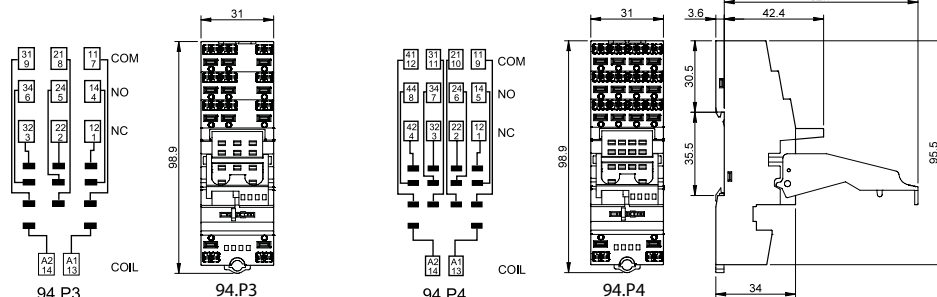 31 21 11 COM
9 8 7
34 24 14 NO
6 5 4
32 22 12 NC
3 2 1
A2 A1 COIL
14 13
94.P3
31
98.9
94.P3
41 31 21 11 COM
12 11 10 9
44 34 24 14 NO
8 7 6 5
42 32 22 12 NC
4 3 2 1
A2 A1 COIL
14 13
94.P4
31
98.9
94.P4
3.6 42.4
30.5
35.5
95.5
34